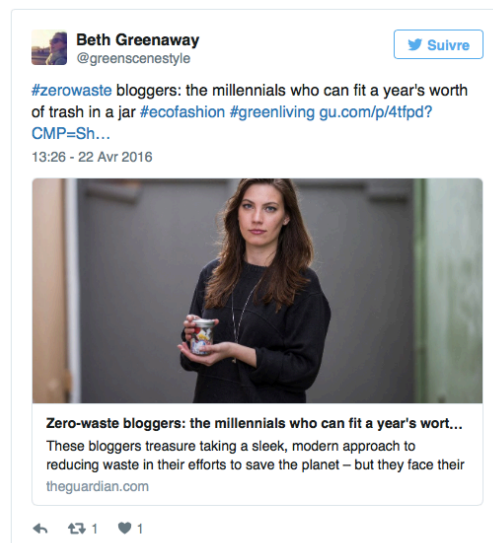 Beth Greenaway
@greenscenestyle
Suivre
#zerowaste bloggers: the millennials who can fit a year's worth
of trash in a jar #ecofashion #greenliving gu.com/p/4tfpd?
CMP=Sh…
13:26 - 22 Avr 2016
Zero-waste bloggers: the millennials who can fit a year's wort...
These bloggers treasure taking a sleek, modern approach to
reducing waste in their efforts to save the planet – but they face their
theguardian.com
1 1